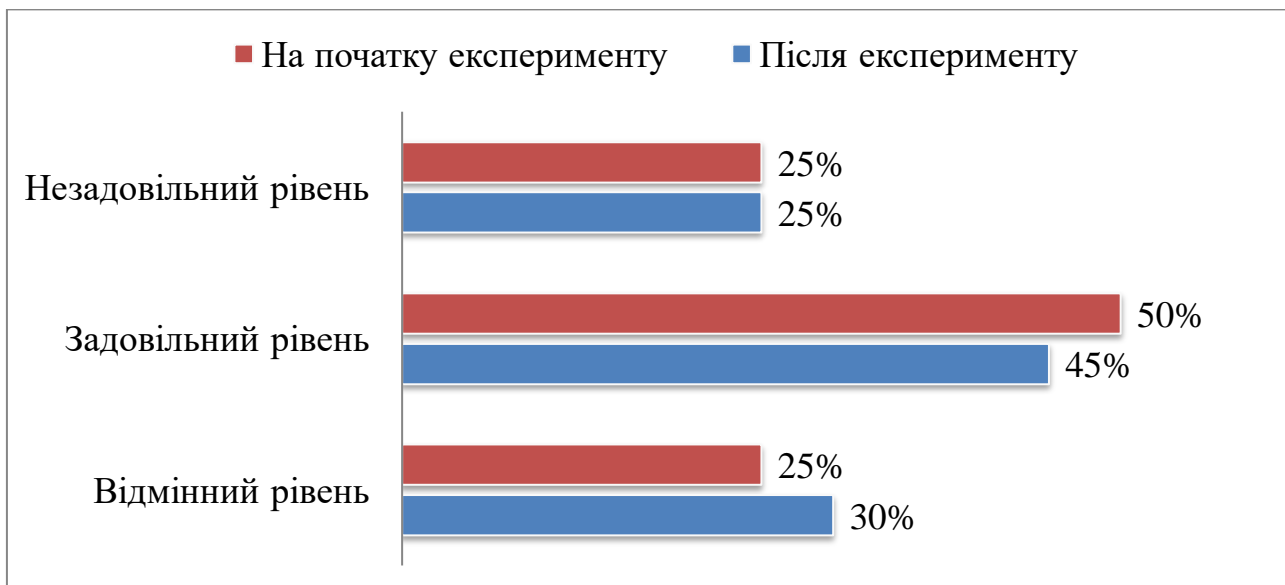 На початку експерименту Після експерименту
Незадовільний рівень
25%
25%
Задовільний рівень
50%
45%
Відмінний рівень
25%
30%